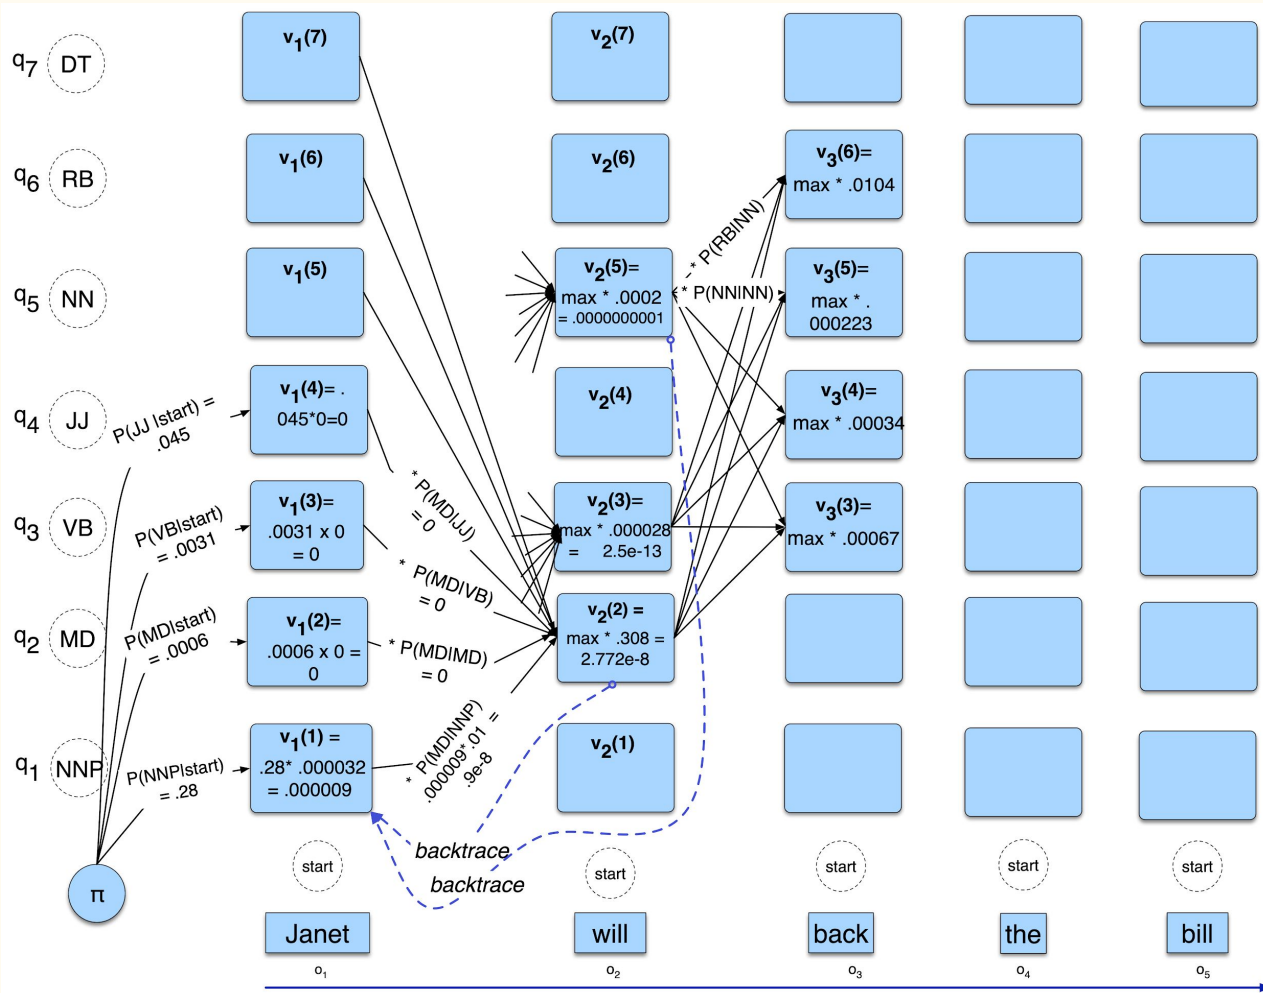 q7 DT
v1(7)
v2(7)
q6 RB
v1(6)
v2(6)
v3(6)=
max * .0104
q5 NN
v1(5)
v2(5)=
max * .0002
= .0000000001
* P(RB|NN)
* P(NN|NN)
v3(5)=
max * .
000223
q4 JJ
P(JJ |start) =
.045
v1(4)= .
045*0=0
* P(MD|JJ)
= 0
v2(4)
v3(4)=
max * .00034
q3 VB
P(VB|start)
= .0031
v1(3)=
.0031 x 0
= 0
* P(MD|VB)
= 0
v2(3)=
max * .000028
= 2.5e-13
v3(3)=
max * .00067
q2 MD
P(MD|start)
= .0006
v1(2)=
.0006 x 0 =
0
* P(MD|MD)
= 0
v2(2) =
max * .308 =
2.772e-8
q1 NNP
P(NNP|start)
= .28
v1(1) =
.28* .000032
= .000009
* P(MD|NNP)
.000009*.01 =
.9e-8
v2(1)
backtrace
backtrace
π
start
start
start
start
start
Janet
will
back
the
bill
o1
o2
o3
o4
o5